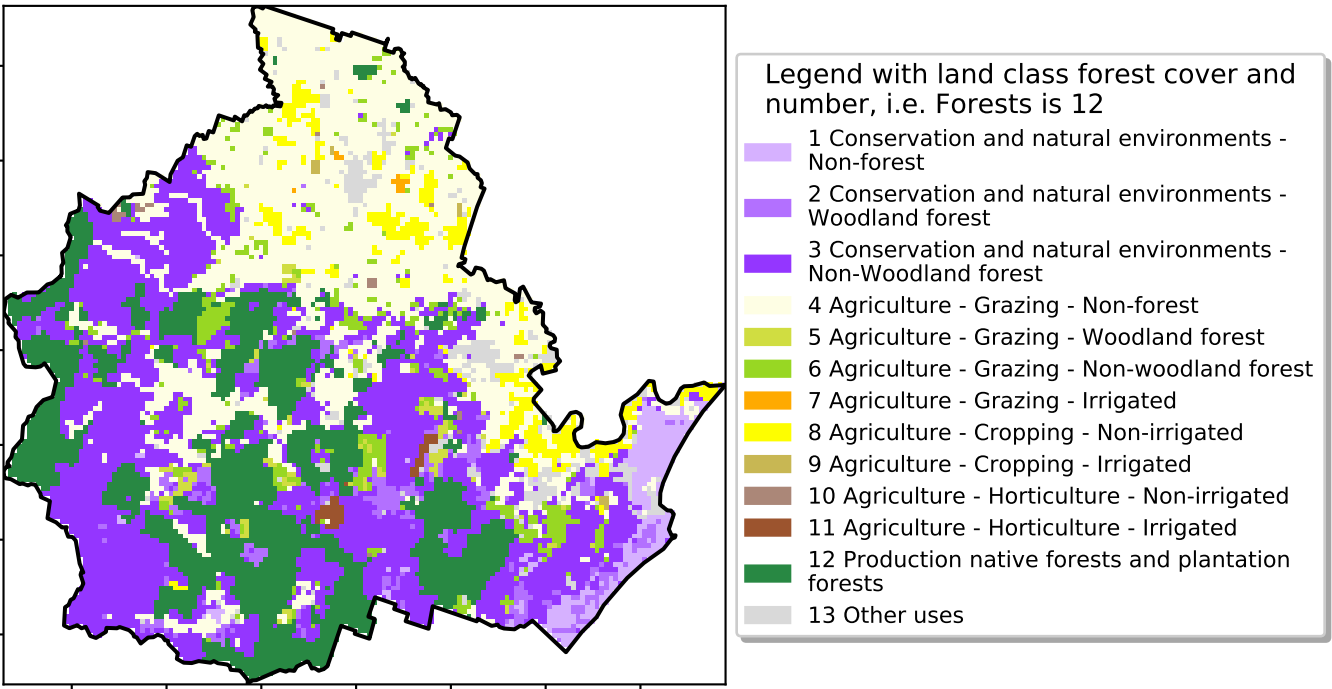 Legend with land class forest cover and
number, i.e. Forests is 12
1 Conservation and natural environments -
Non-forest
2 Conservation and natural environments -
Woodland forest
3 Conservation and natural environments -
Non-Woodland forest
4 Agriculture - Grazing - Non-forest
5 Agriculture - Grazing - Woodland forest
6 Agriculture - Grazing - Non-woodland forest
7 Agriculture - Grazing - Irrigated
8 Agriculture - Cropping - Non-irrigated
9 Agriculture - Cropping - Irrigated
10 Agriculture - Horticulture - Non-irrigated
11 Agriculture - Horticulture - Irrigated
12 Production native forests and plantation
forests
13 Other uses